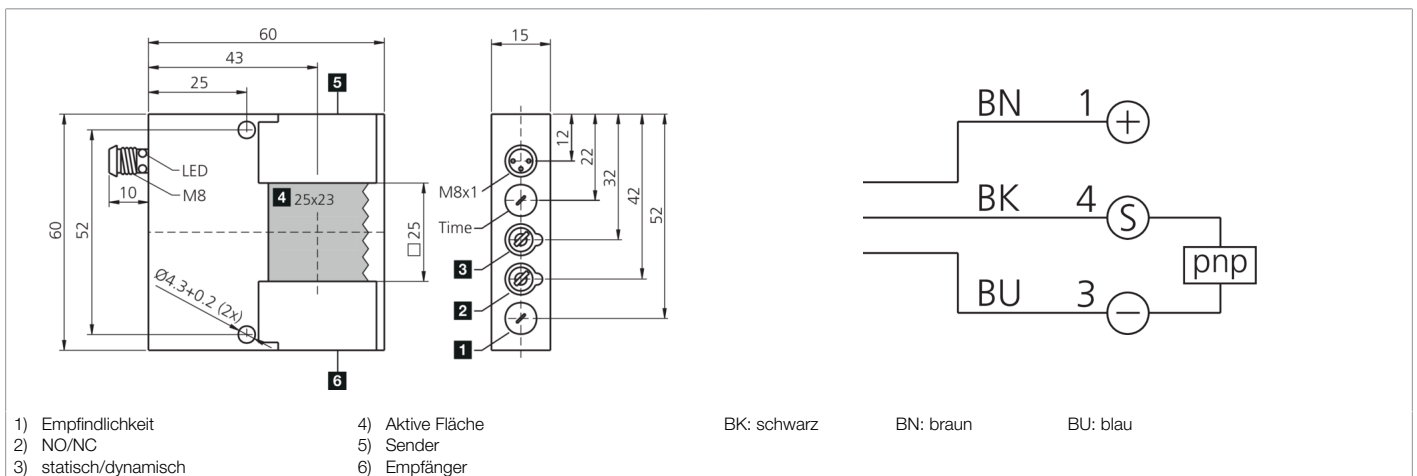 60
43
25
5
LED
M8
10
4 25x23
60
52
□ 25
Ø4.3+0.2 (2x)
6
15
12
22
32
42
52
M8x1
Time
3
2
1
BN 1 +
BK 4 S
pnp
BU 3 −
1) Empfindlichkeit
2) NO/NC
3) statisch/dynamisch
4) Aktive Fläche
5) Sender
6) Empfänger
BK: schwarz BN: braun BU: blau